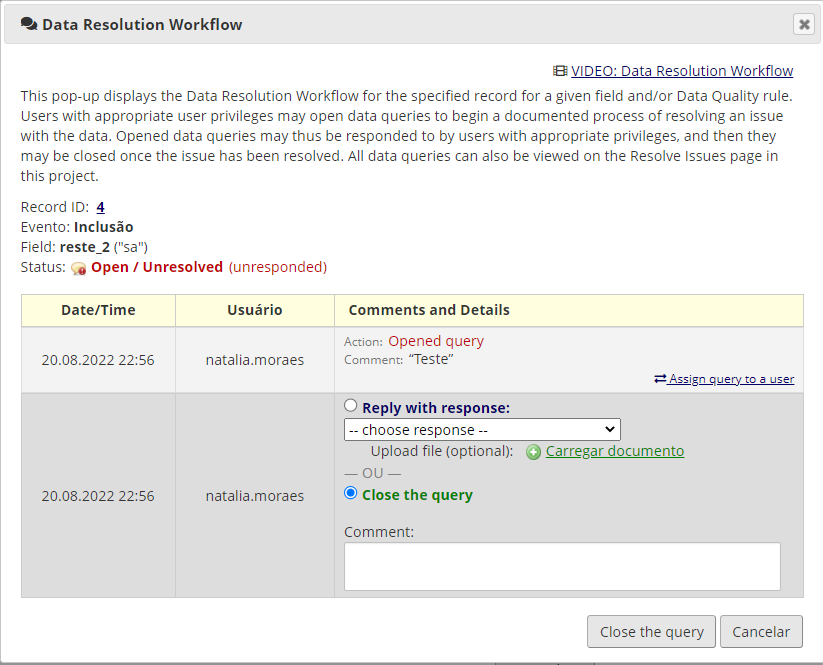 Data Resolution Workflow
VIDEO: Data Resolution Workflow
This pop-up displays the Data Resolution Workflow for the specified record for a given field and/or Data Quality rule.
Users with appropriate user privileges may open data queries to begin a documented process of resolving an issue
with the data. Opened data queries may thus be responded to by users with appropriate privileges, and then they
may be closed once the issue has been resolved. All data queries can also be viewed on the Resolve Issues page in
this project.
Record ID: 4
Evento: Inclusão
Field: reste_2 ("sa")
Status: Open / Unresolved (unresponded)
Date/Time Usuário Comments and Details
Action: Opened query
20.08.2022 22:56 natalia.moraes Comment: “Teste”
Assign query to a user
Reply with response:
-- choose response --
Upload file (optional): Carregar documento
— OU —
20.08.2022 22:56 natalia.moraes Close the query
Comment:
Close the query Cancelar